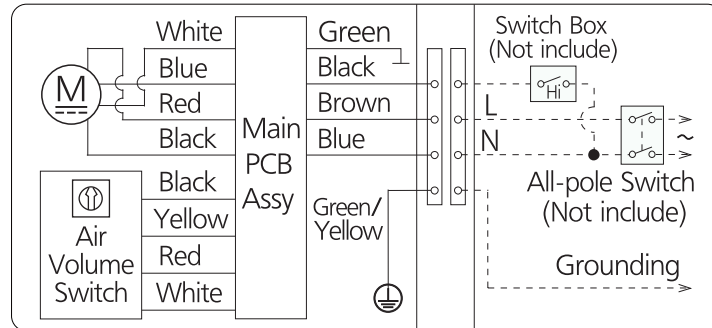 White
Blue
Red
Black
M
Black
Yellow
Red
White
Air
Volume
Switch
Main
PCB
Assy
Green
Black
Brown
Blue
Green/
Yellow
Switch Box
(Not include)
Hi
L
N
~
All-pole Switch
(Not include)
Grounding